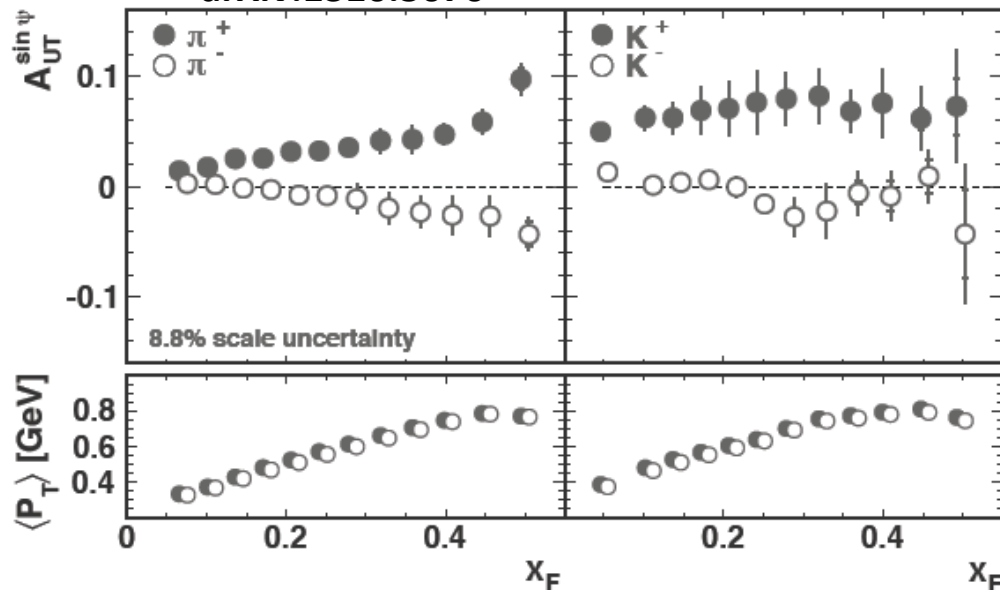 A_UT^sin ψ
π +
π -
K +
K -
0.1
0
-0.1
8.8% scale uncertainty
⟨P_T⟩ [GeV]
0.8
0.6
0.4
0 0.2 0.4 0.2 0.4
x_F x_F